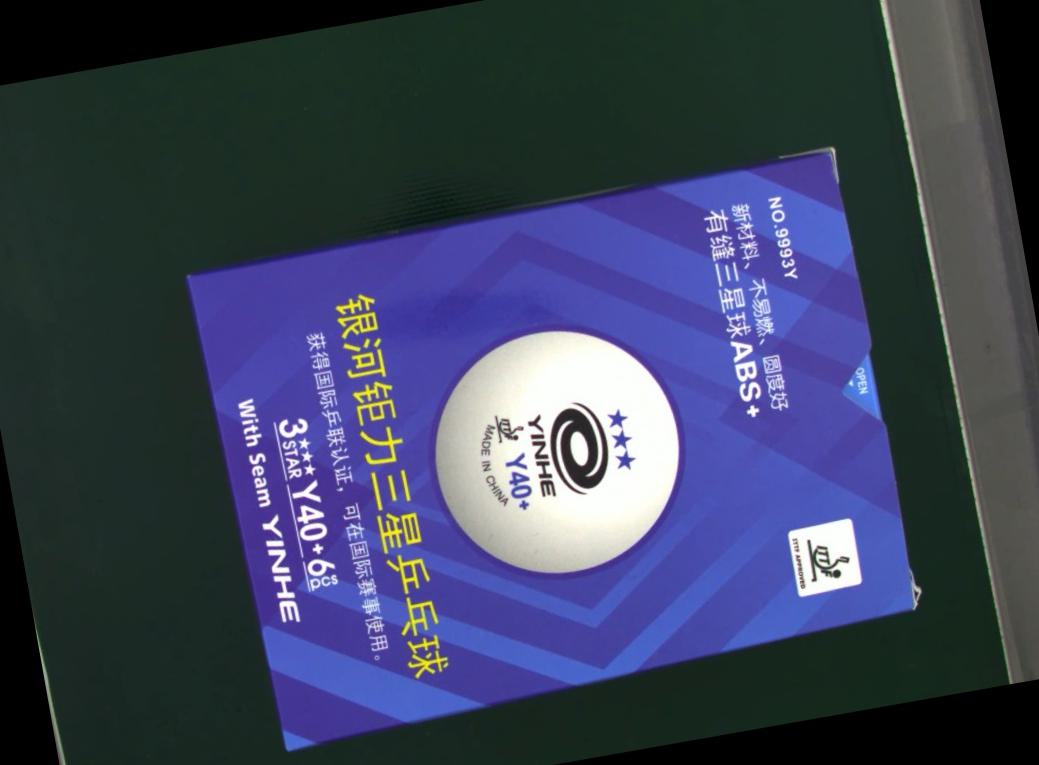 NO.9993Y
新材料、不易燃、圆度好
有缝三星球ABS+
OPEN
ITTF
ITTF APPROVED
★★★
YINHE
Y40+
MADE IN CHINA
银河钜力三星乒乓球
获得国际乒联认证，可在国际赛事使用。
3★★★ STAR Y40+ 6PCS
With Seam YINHE